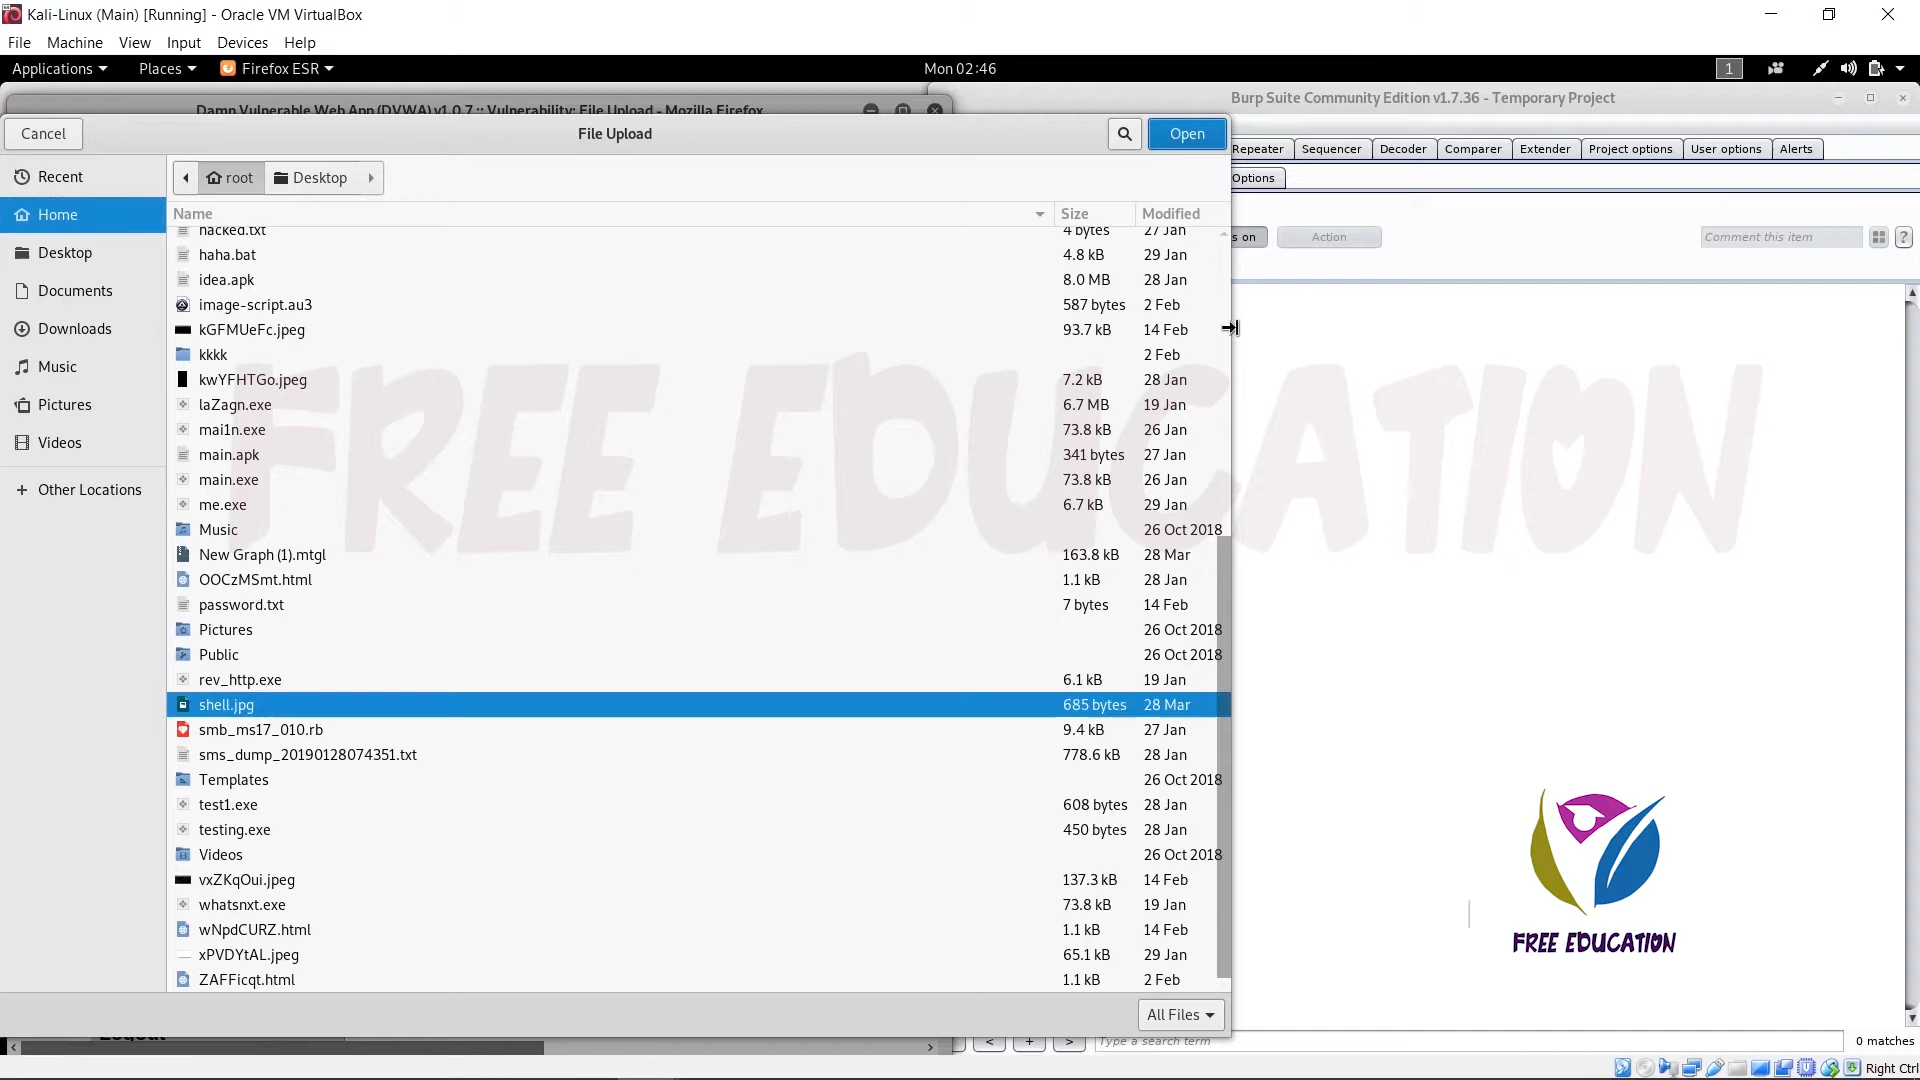 Kali-Linux (Main) [Running] - Oracle VM VirtualBox
File Machine View Input Devices Help
Applications Places Firefox ESR Mon 02:46 1
Damn Vulnerable Web App (DVWA) v1.0.7 :: Vulnerability: File Upload - Mozilla Firefox
Burp Suite Community Edition v1.7.36 - Temporary Project
Cancel File Upload Open
Repeater Sequencer Decoder Comparer Extender Project options User options Alerts
Options
root Desktop
s on Action Comment this item ?
Recent
Home
Desktop
Documents
Downloads
Music
Pictures
Videos
+ Other Locations
Name Size Modified
hacked.txt 4 bytes 27 Jan
haha.bat 4.8 kB 29 Jan
idea.apk 8.0 MB 28 Jan
image-script.au3 587 bytes 2 Feb
kGFMUeFc.jpeg 93.7 kB 14 Feb
kkkk 2 Feb
kwYFHTGo.jpeg 7.2 kB 28 Jan
laZagn.exe 6.7 MB 19 Jan
mai1n.exe 73.8 kB 26 Jan
main.apk 341 bytes 27 Jan
main.exe 73.8 kB 26 Jan
me.exe 6.7 kB 29 Jan
Music 26 Oct 2018
New Graph (1).mtgl 163.8 kB 28 Mar
OOCzMSmt.html 1.1 kB 28 Jan
password.txt 7 bytes 14 Feb
Pictures 26 Oct 2018
Public 26 Oct 2018
rev_http.exe 6.1 kB 19 Jan
shell.jpg 685 bytes 28 Mar
smb_ms17_010.rb 9.4 kB 27 Jan
sms_dump_20190128074351.txt 778.6 kB 28 Jan
Templates 26 Oct 2018
test1.exe 608 bytes 28 Jan
testing.exe 450 bytes 28 Jan
Videos 26 Oct 2018
vxZKqOui.jpeg 137.3 kB 14 Feb
whatsnxt.exe 73.8 kB 19 Jan
wNpdCURZ.html 1.1 kB 14 Feb
xPVDYtAL.jpeg 65.1 kB 29 Jan
ZAFFicqt.html 1.1 kB 2 Feb
FREE EDUCATION
FREE EDUCATION
All Files
Logout
< + > Type a search term 0 matches
Right Ctrl